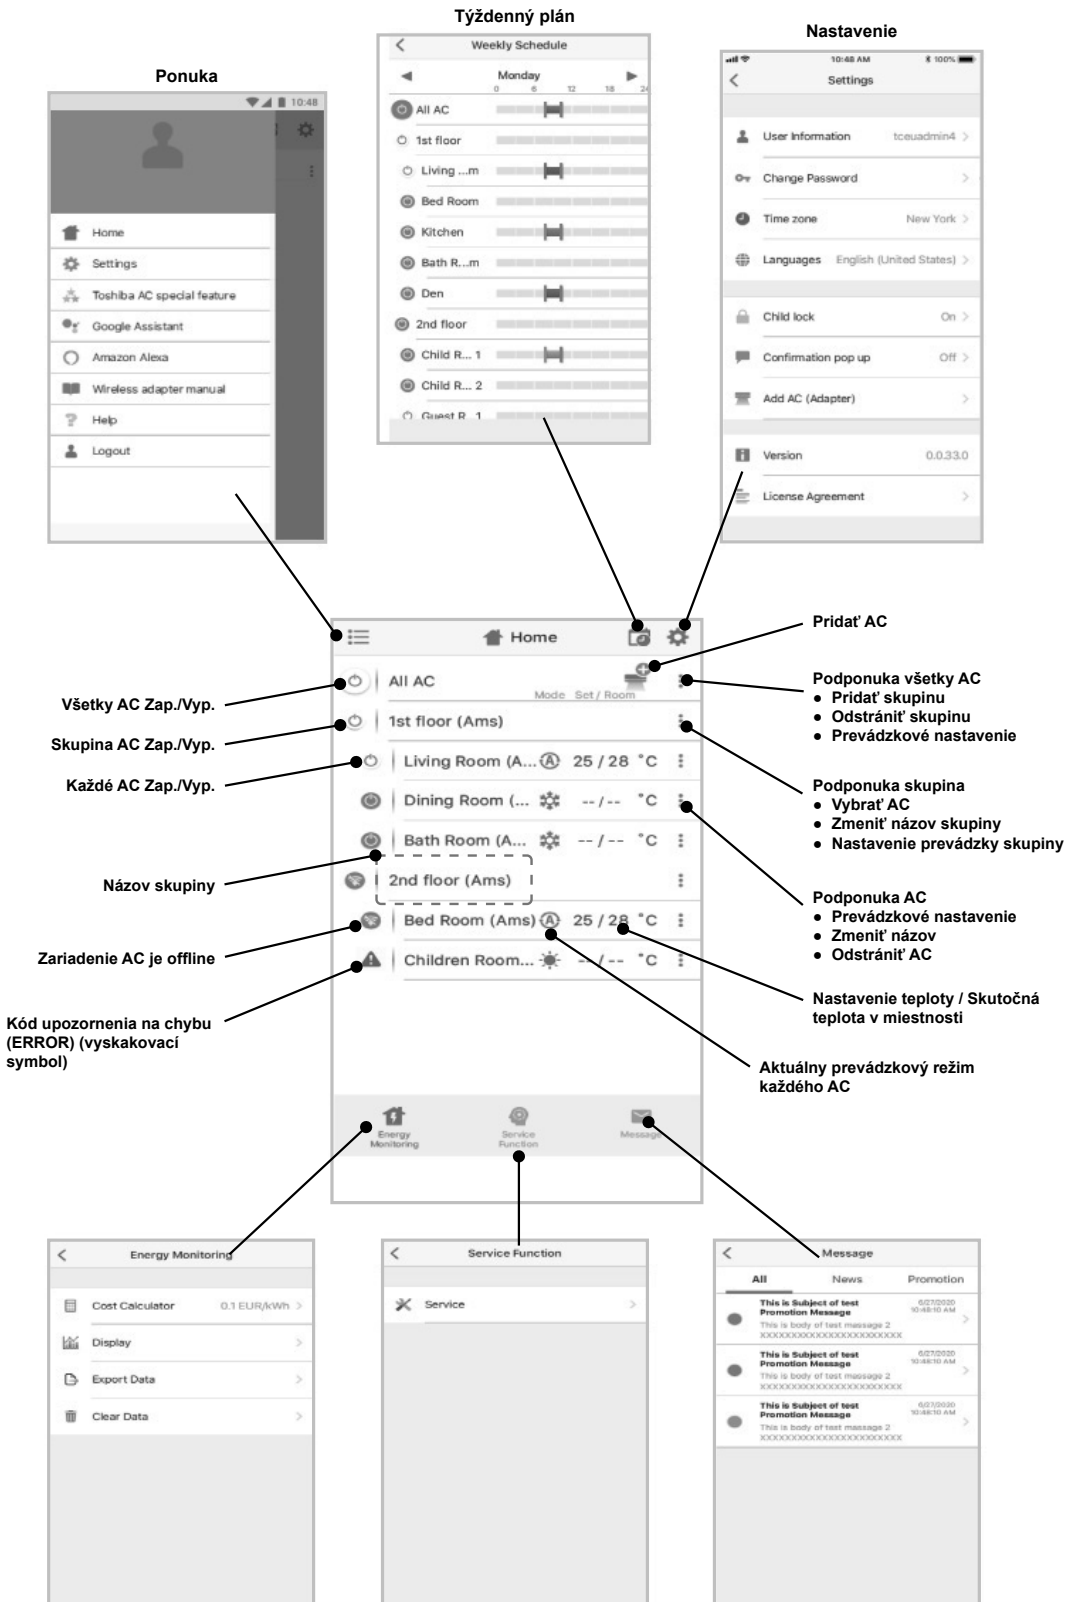 Týždenný plán
Nastavenie
Ponuka
10:48
Home
Settings
Toshiba AC special feature
Google Assistant
Amazon Alexa
Wireless adapter manual
Help
Logout
Weekly Schedule
Monday
0 6 12 18 24
All AC
1st floor
Living ...m
Bed Room
Kitchen
Bath R...m
Den
2nd floor
Child R... 1
Child R... 2
Guest R...1
10:48 AM 100%
Settings
User Information tceuadmin4
Change Password
Time zone New York
Languages English (United States)
Child lock On
Confirmation pop up Off
Add AC (Adapter)
Version 0.0.33.0
License Agreement
Home
All AC
Mode Set / Room
1st floor (Ams)
Living Room (A... 25 / 28 °C
Dining Room (... -- / -- °C
Bath Room (A... -- / -- °C
2nd floor (Ams)
Bed Room (Ams) 25 / 28 °C
Children Room... -- / -- °C
Energy
Monitoring
Service
Function
Message
Všetky AC Zap./Vyp.
Skupina AC Zap./Vyp.
Každé AC Zap./Vyp.
Názov skupiny
Zariadenie AC je offline
Kód upozornenia na chybu
(ERROR) (vyskakovací
symbol)
Pridať AC
Podponuka všetky AC
● Pridať skupinu
● Odstrániť skupinu
● Prevádzkové nastavenie
Podponuka skupina
● Vybrať AC
● Zmeniť názov skupiny
● Nastavenie prevádzky skupiny
Podponuka AC
● Prevádzkové nastavenie
● Zmeniť názov
● Odstrániť AC
Nastavenie teploty / Skutočná
teplota v miestnosti
Aktuálny prevádzkový režim
každého AC
Energy Monitoring
Cost Calculator 0.1 EUR/kWh
Display
Export Data
Clear Data
Service Function
Service
Message
All News Promotion
This is Subject of test 6/27/2020
Promotion Message 10:48:10 AM
This is body of test massage 2
XXXXXXXXXXXXXXXXXXXXXXX
This is Subject of test 6/27/2020
Promotion Message 10:48:10 AM
This is body of test massage 2
XXXXXXXXXXXXXXXXXXXXXXX
This is Subject of test 6/27/2020
Promotion Message 10:48:10 AM
This is body of test massage 2
XXXXXXXXXXXXXXXXXXXXXXX